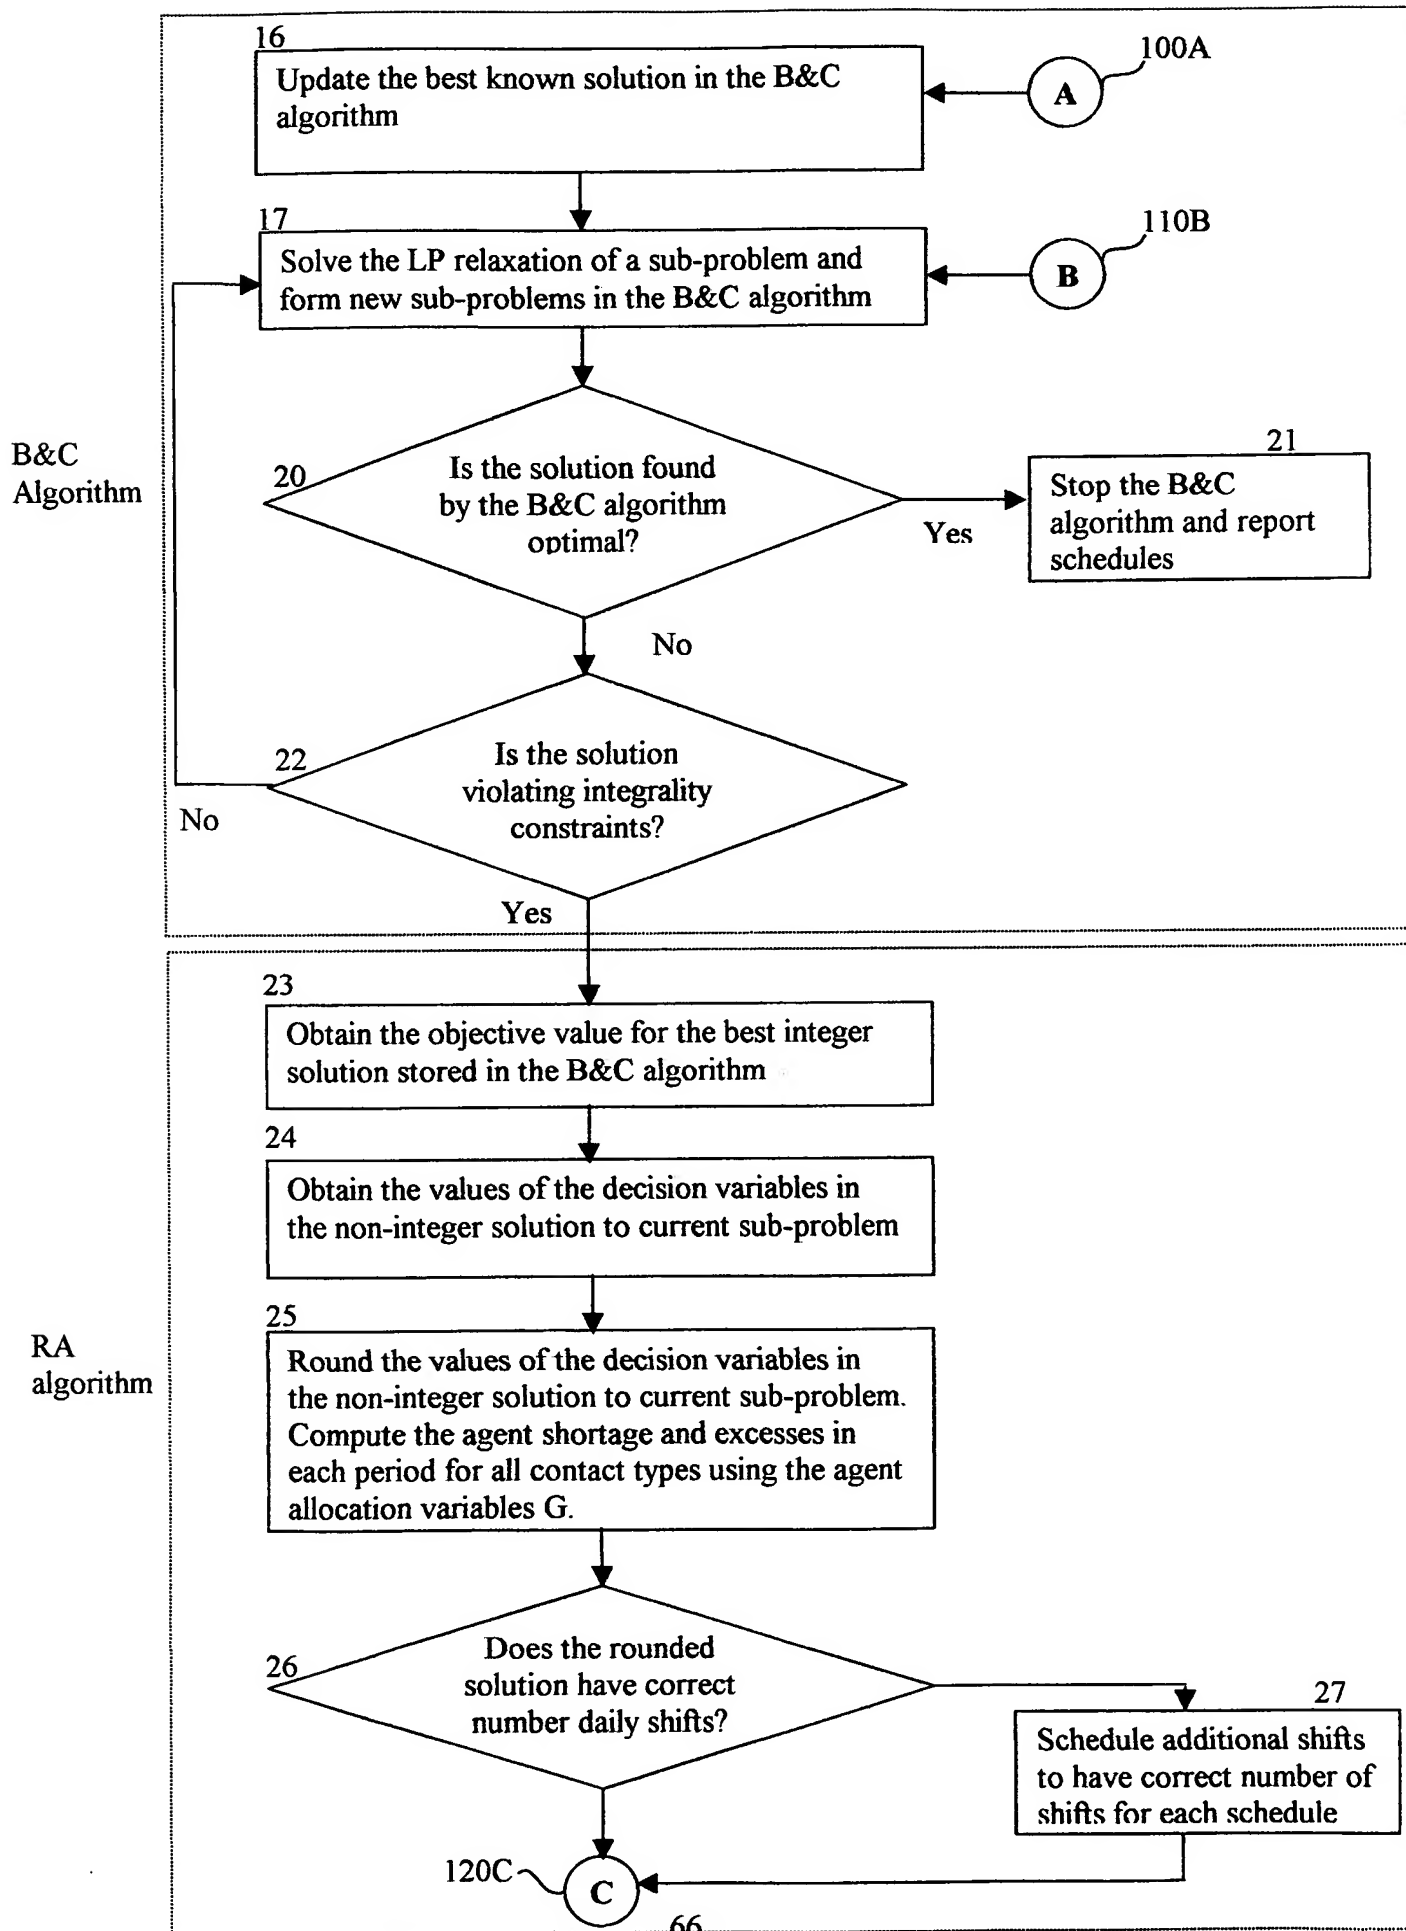 16
Update the best known solution in the B&C
algorithm
100A
A
17
Solve the LP relaxation of a sub-problem and
form new sub-problems in the B&C algorithm
110B
B
B&C
Algorithm
20
Is the solution found
by the B&C algorithm
optimal?
Yes
21
Stop the B&C
algorithm and report
schedules
No
22
Is the solution
violating integrality
constraints?
No
Yes
23
Obtain the objective value for the best integer
solution stored in the B&C algorithm
24
Obtain the values of the decision variables in
the non-integer solution to current sub-problem
RA
algorithm
25
Round the values of the decision variables in
the non-integer solution to current sub-problem.
Compute the agent shortage and excesses in
each period for all contact types using the agent
allocation variables G.
26
Does the rounded
solution have correct
number daily shifts?
27
Schedule additional shifts
to have correct number of
shifts for each schedule
120C
C
66